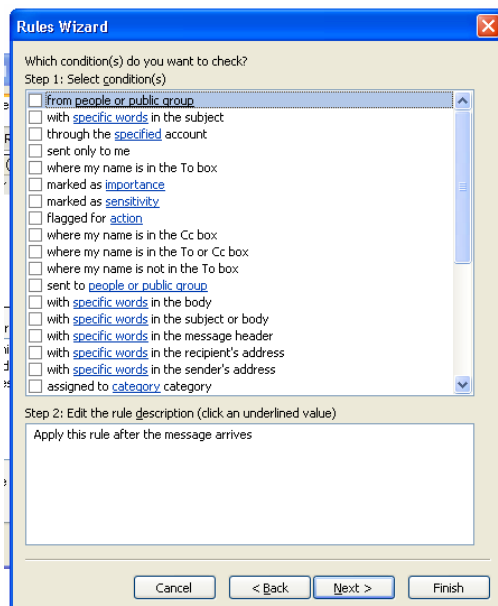 Rules Wizard
Which condition(s) do you want to check?
Step 1: Select condition(s)
from people or public group
with specific words in the subject
through the specified account
sent only to me
where my name is in the To box
marked as importance
marked as sensitivity
flagged for action
where my name is in the Cc box
where my name is in the To or Cc box
where my name is not in the To box
sent to people or public group
with specific words in the body
with specific words in the subject or body
with specific words in the message header
with specific words in the recipient's address
with specific words in the sender's address
assigned to category category
Step 2: Edit the rule description (click an underlined value)
Apply this rule after the message arrives
Cancel < Back Next > Finish